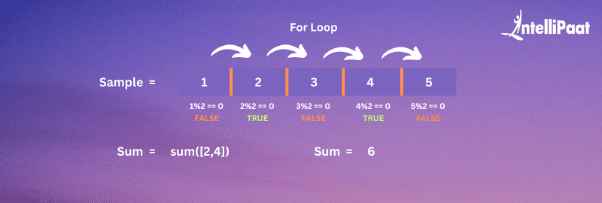 For Loop
IntelliPaat
Sample = 1 2 3 4 5
1%2 == 0 2%2 == 0 3%2 == 0 4%2 == 0 5%2 == 0
FALSE TRUE FALSE TRUE FALSE
Sum = sum([2,4]) Sum = 6